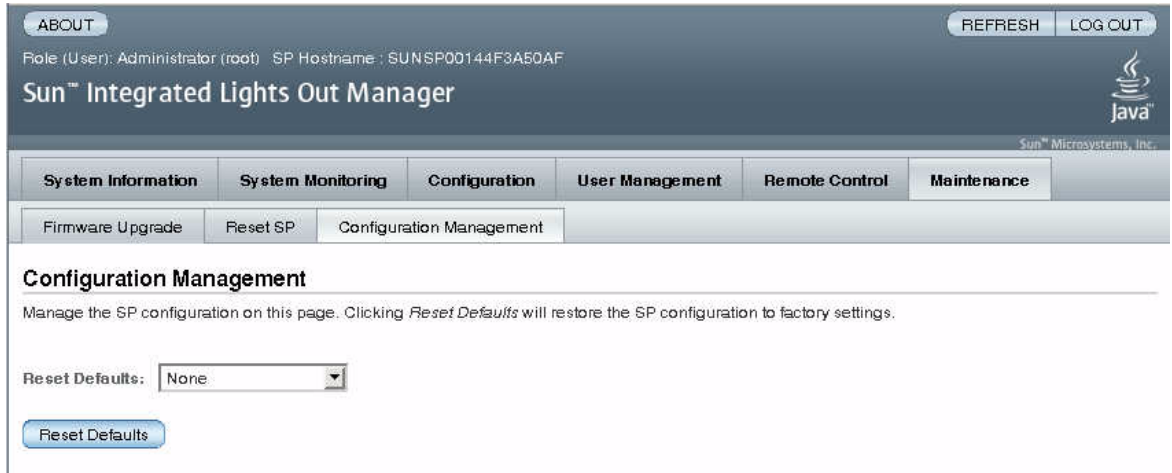 ABOUT
REFRESH
LOG OUT
Role (User): Administrator (root) SP Hostname : SUNSP00144F3A50AF
Sun™ Integrated Lights Out Manager
Java™
Sun™ Microsystems, Inc.
System Information
System Monitoring
Configuration
User Management
Remote Control
Maintenance
Firmware Upgrade
Reset SP
Configuration Management
Configuration Management
Manage the SP configuration on this page. Clicking Reset Defaults will restore the SP configuration to factory settings.
Reset Defaults:
None
Reset Defaults